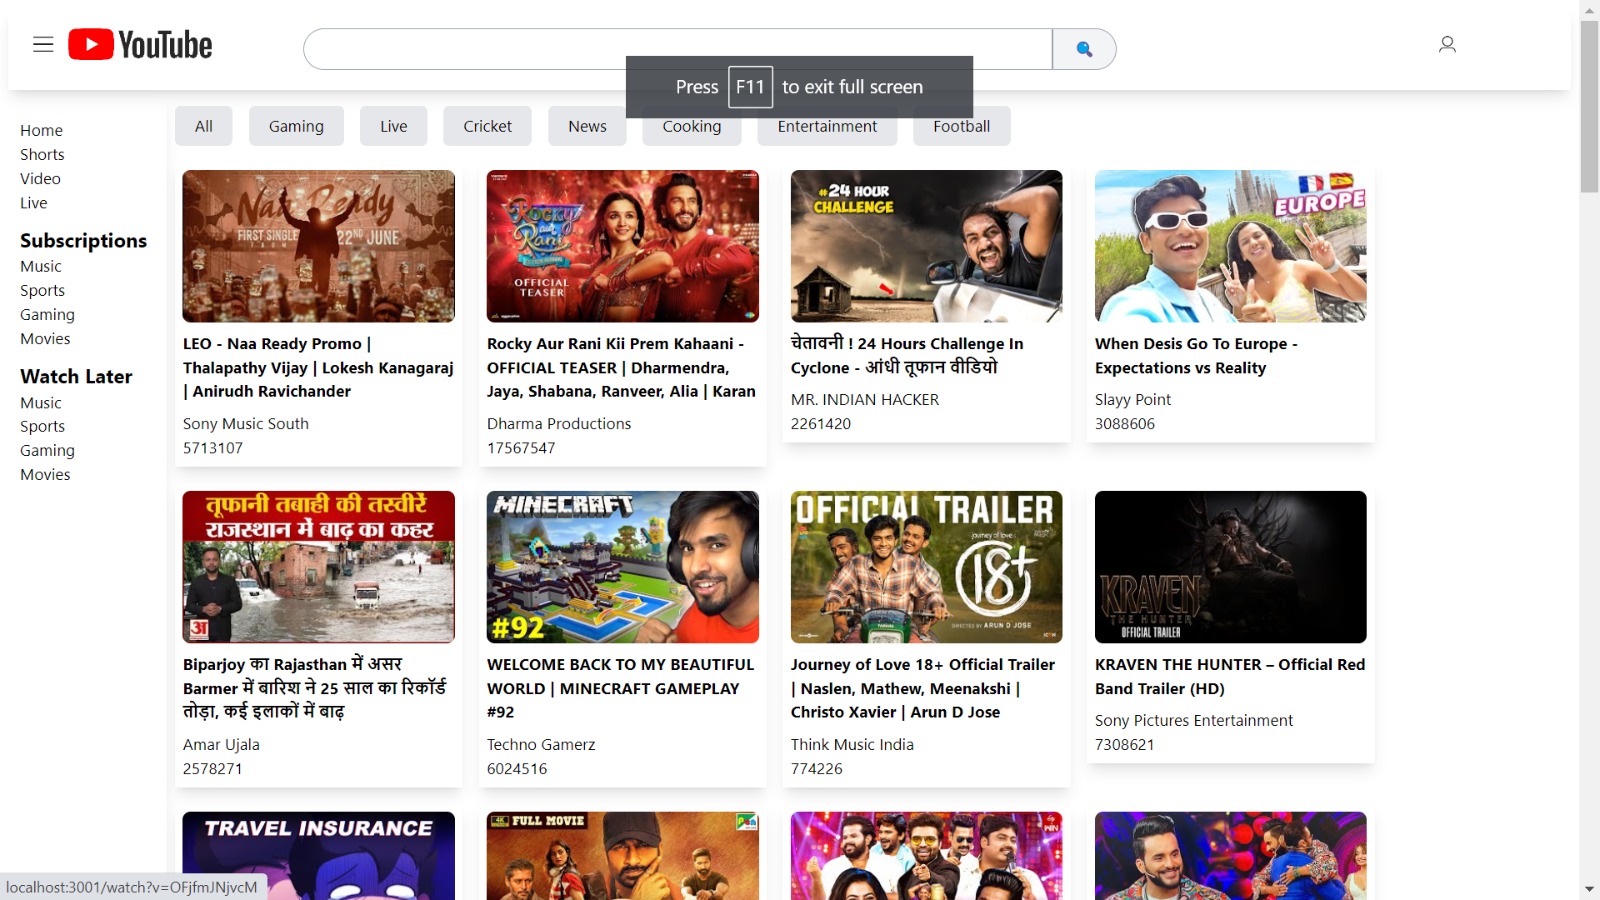 YouTube
Press F11 to exit full screen
All
Gaming
Live
Cricket
News
Cooking
Entertainment
Football
Home
Shorts
Video
Live
Subscriptions
Music
Sports
Gaming
Movies
Watch Later
Music
Sports
Gaming
Movies
Naa Ready
FIRST SINGLE 22ND JUNE
LEO - Naa Ready Promo |
Thalapathy Vijay | Lokesh Kanagaraj
| Anirudh Ravichander
Sony Music South
5713107
Rocky
aur
Rani
OFFICIAL
TEASER
Rocky Aur Rani Kii Prem Kahaani -
OFFICIAL TEASER | Dharmendra,
Jaya, Shabana, Ranveer, Alia | Karan
Dharma Productions
17567547
#24 HOUR
CHALLENGE
चेतावनी ! 24 Hours Challenge In
Cyclone - आंधी तूफान वीडियो
MR. INDIAN HACKER
2261420
EUROPE
When Desis Go To Europe -
Expectations vs Reality
Slayy Point
3088606
तूफानी तबाही की तस्वीरें
राजस्थान में बाढ़ का कहर
अ
Biparjoy का Rajasthan में असर
Barmer में बारिश ने 25 साल का रिकॉर्ड
तोड़ा, कई इलाकों में बाढ़
Amar Ujala
2578271
MINECRAFT
#92
WELCOME BACK TO MY BEAUTIFUL
WORLD | MINECRAFT GAMEPLAY
#92
Techno Gamerz
6024516
OFFICIAL TRAILER
journey of love
18+
DIRECTED BY ARUN D JOSE
Journey of Love 18+ Official Trailer
| Naslen, Mathew, Meenakshi |
Christo Xavier | Arun D Jose
Think Music India
774226
KRAVEN
THE HUNTER
OFFICIAL TRAILER
KRAVEN THE HUNTER – Official Red
Band Trailer (HD)
Sony Pictures Entertainment
7308621
TRAVEL INSURANCE
4K FULL MOVIE
WIN
localhost:3001/watch?v=OFjfmJNjvcM